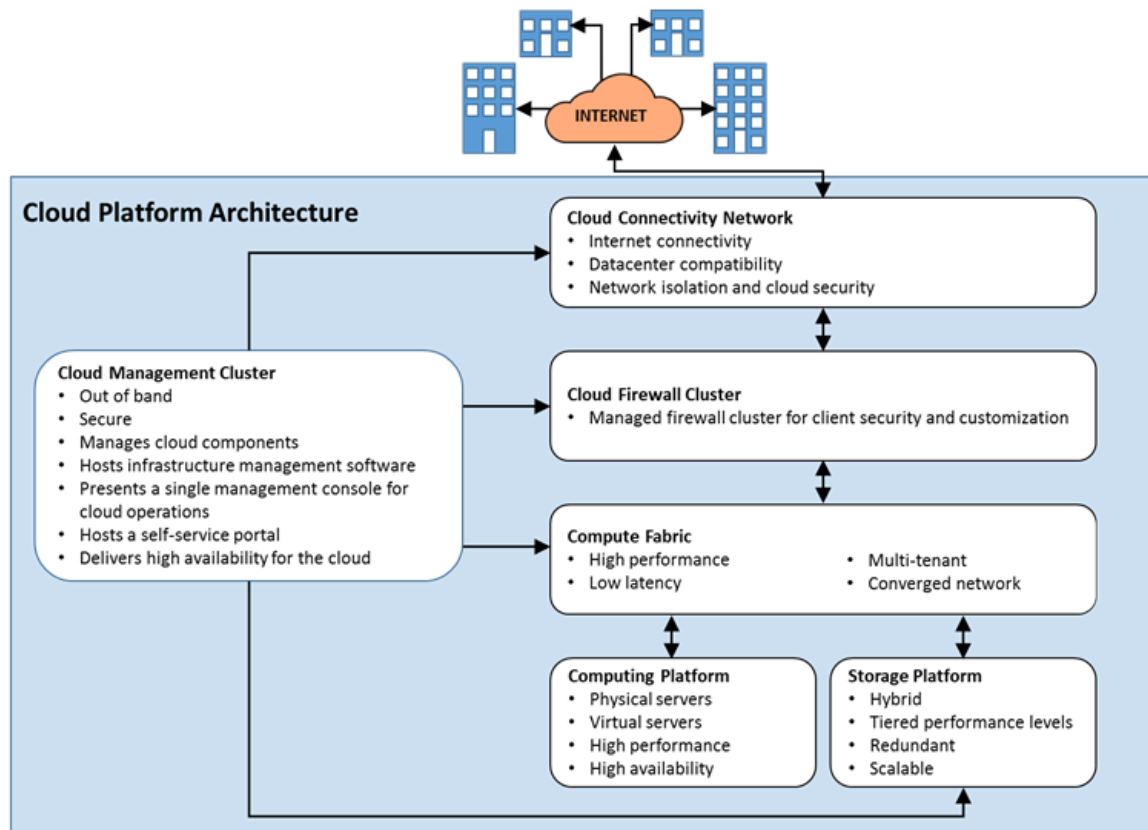 INTERNET
Cloud Platform Architecture
Cloud Connectivity Network
• Internet connectivity
• Datacenter compatibility
• Network isolation and cloud security
Cloud Management Cluster
• Out of band
• Secure
• Manages cloud components
• Hosts infrastructure management software
• Presents a single management console for
cloud operations
• Hosts a self-service portal
• Delivers high availability for the cloud
Cloud Firewall Cluster
• Managed firewall cluster for client security and customization
Compute Fabric
• High performance
• Low latency
• Multi-tenant
• Converged network
Computing Platform
• Physical servers
• Virtual servers
• High performance
• High availability
Storage Platform
• Hybrid
• Tiered performance levels
• Redundant
• Scalable